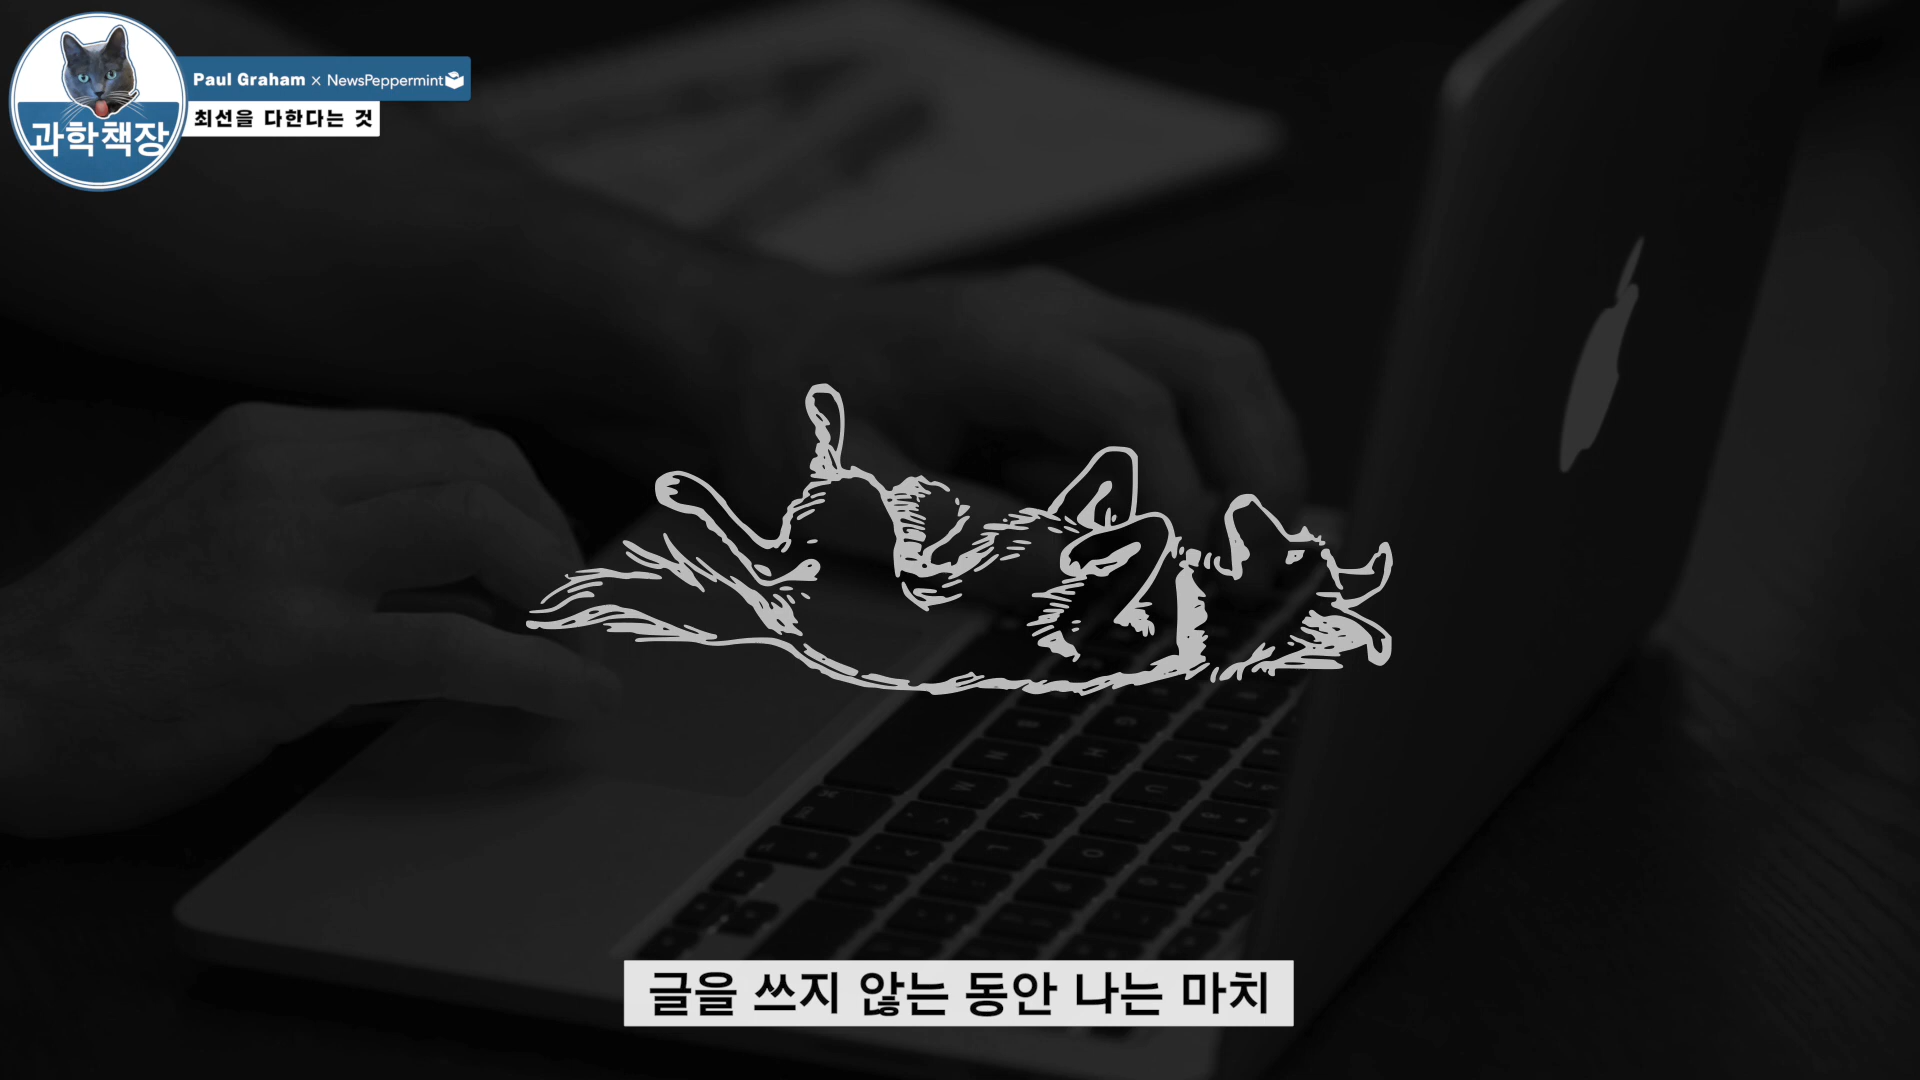 과학책장
Paul Graham × NewsPeppermint
최선을 다한다는 것
글을 쓰지 않는 동안 나는 마치